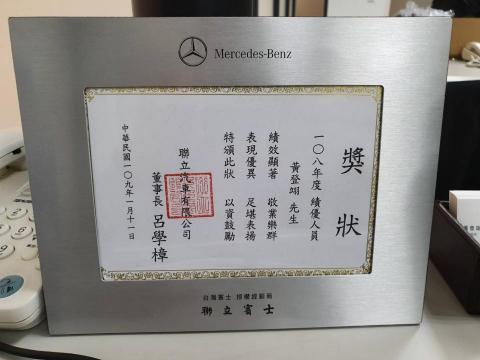 Mercedes-Benz
獎狀
一〇八年度 績優人員
黃登翊 先生
績效顯著 敬業樂群
表現優異 足堪表揚
特頒此狀 以資鼓勵
聯立汽車有限公司
董事長 呂學樟
中華民國一〇九年一月十一日
台灣賓士 授權經銷商
聯立賓士